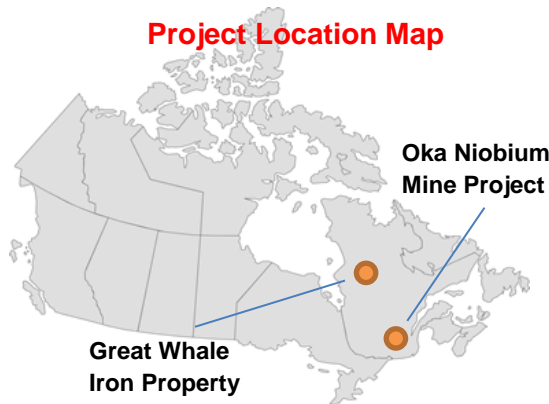 Project Location Map
Oka Niobium
Mine Project
Great Whale
Iron Property